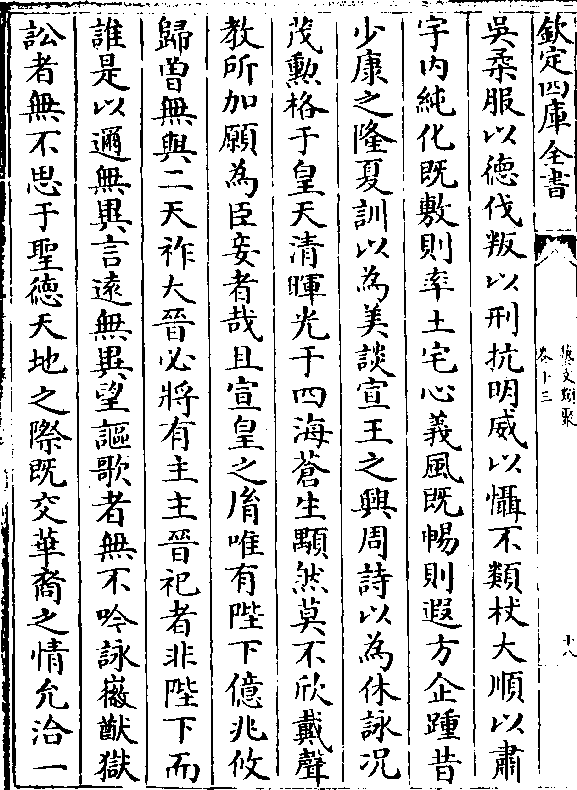 欽定四庫全書
藝文類聚
卷十三
十八
吳柔服以德伐叛以刑抗明威以懾不類杖大順以肅
宇内純化既敷則率土宅心義風既暢則遐方企踵昔
少康之隆夏訓以為美談宣王之興周詩以為休詠况
茂勲格于皇天清暉光于四海蒼生顒然莫不欣戴聲
教所加願為臣妾者哉且宣皇之𦙍唯有陛下億兆攸
歸曽無與二天祚大晉必將有主主晉祀者非陛下而
誰是以邇無異言逺無異望謳歌者無不吟詠徽猷獄
訟者無不思于聖德天地之際既交華裔之情允洽一